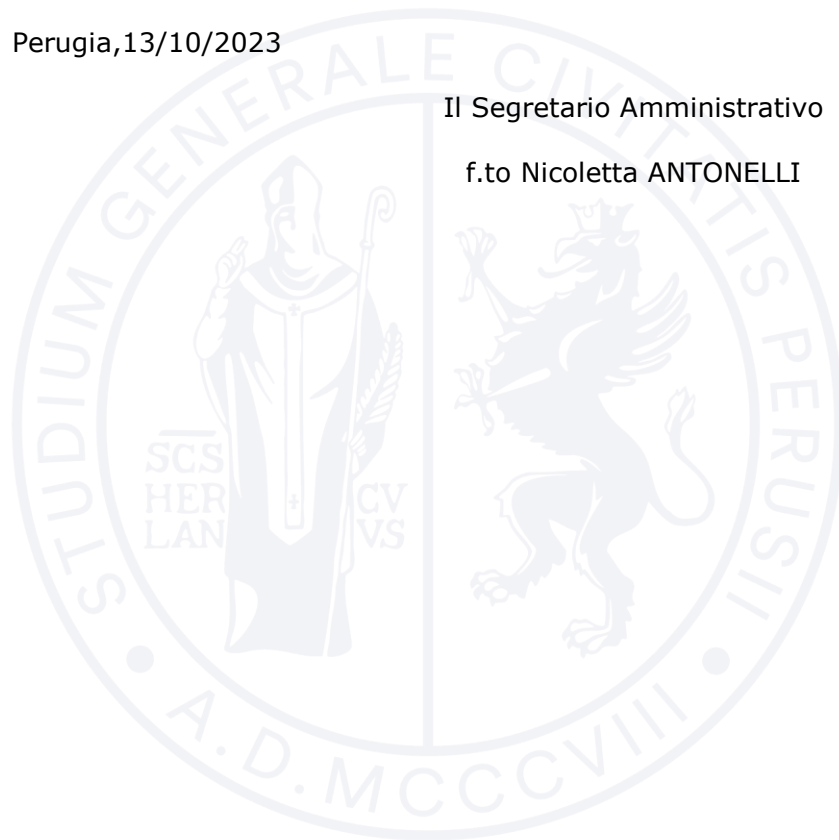 Perugia,13/10/2023
Il Segretario Amministrativo
f.to Nicoletta ANTONELLI
STUDIUM GENERALE CIVITATIS PERUSII
SCS
HER CV
LAN VS
• A.D. MCCCVIII •